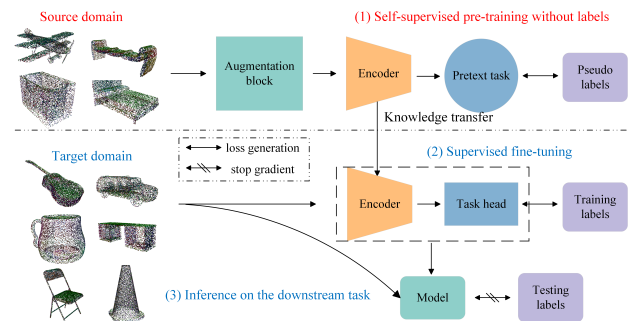 Source domain
(1) Self-supervised pre-training without labels
Augmentation
block
Encoder
Pretext task
Pseudo
labels
Knowledge transfer
Target domain
loss generation
stop gradient
(2) Supervised fine-tuning
Encoder
Task head
Training
labels
(3) Inference on the downstream task
Model
Testing
labels